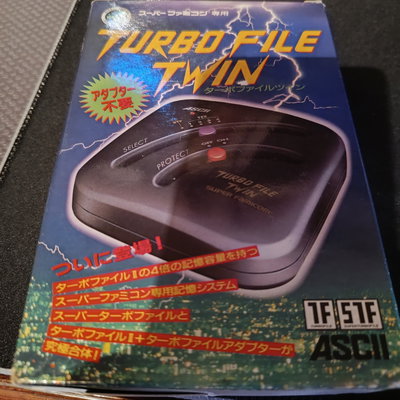 スーパーファミコン専用
TURBO FILE
TWIN
ターボファイルツイン
アダプター
不要
ASCII
SELECT
PROTECT
OFF ON
TURBO FILE
TWIN
SUPER FAMICOM
ついに登場!
ターボファイルIIの4倍の記憶容量を持つ
スーパーファミコン専用記憶システム
スーパーターボファイルと
ターボファイルII+ターボファイルアダプターが
究極合体!
TF
TURBOFILE
STF
SUPERTURBOFILE
ASCII